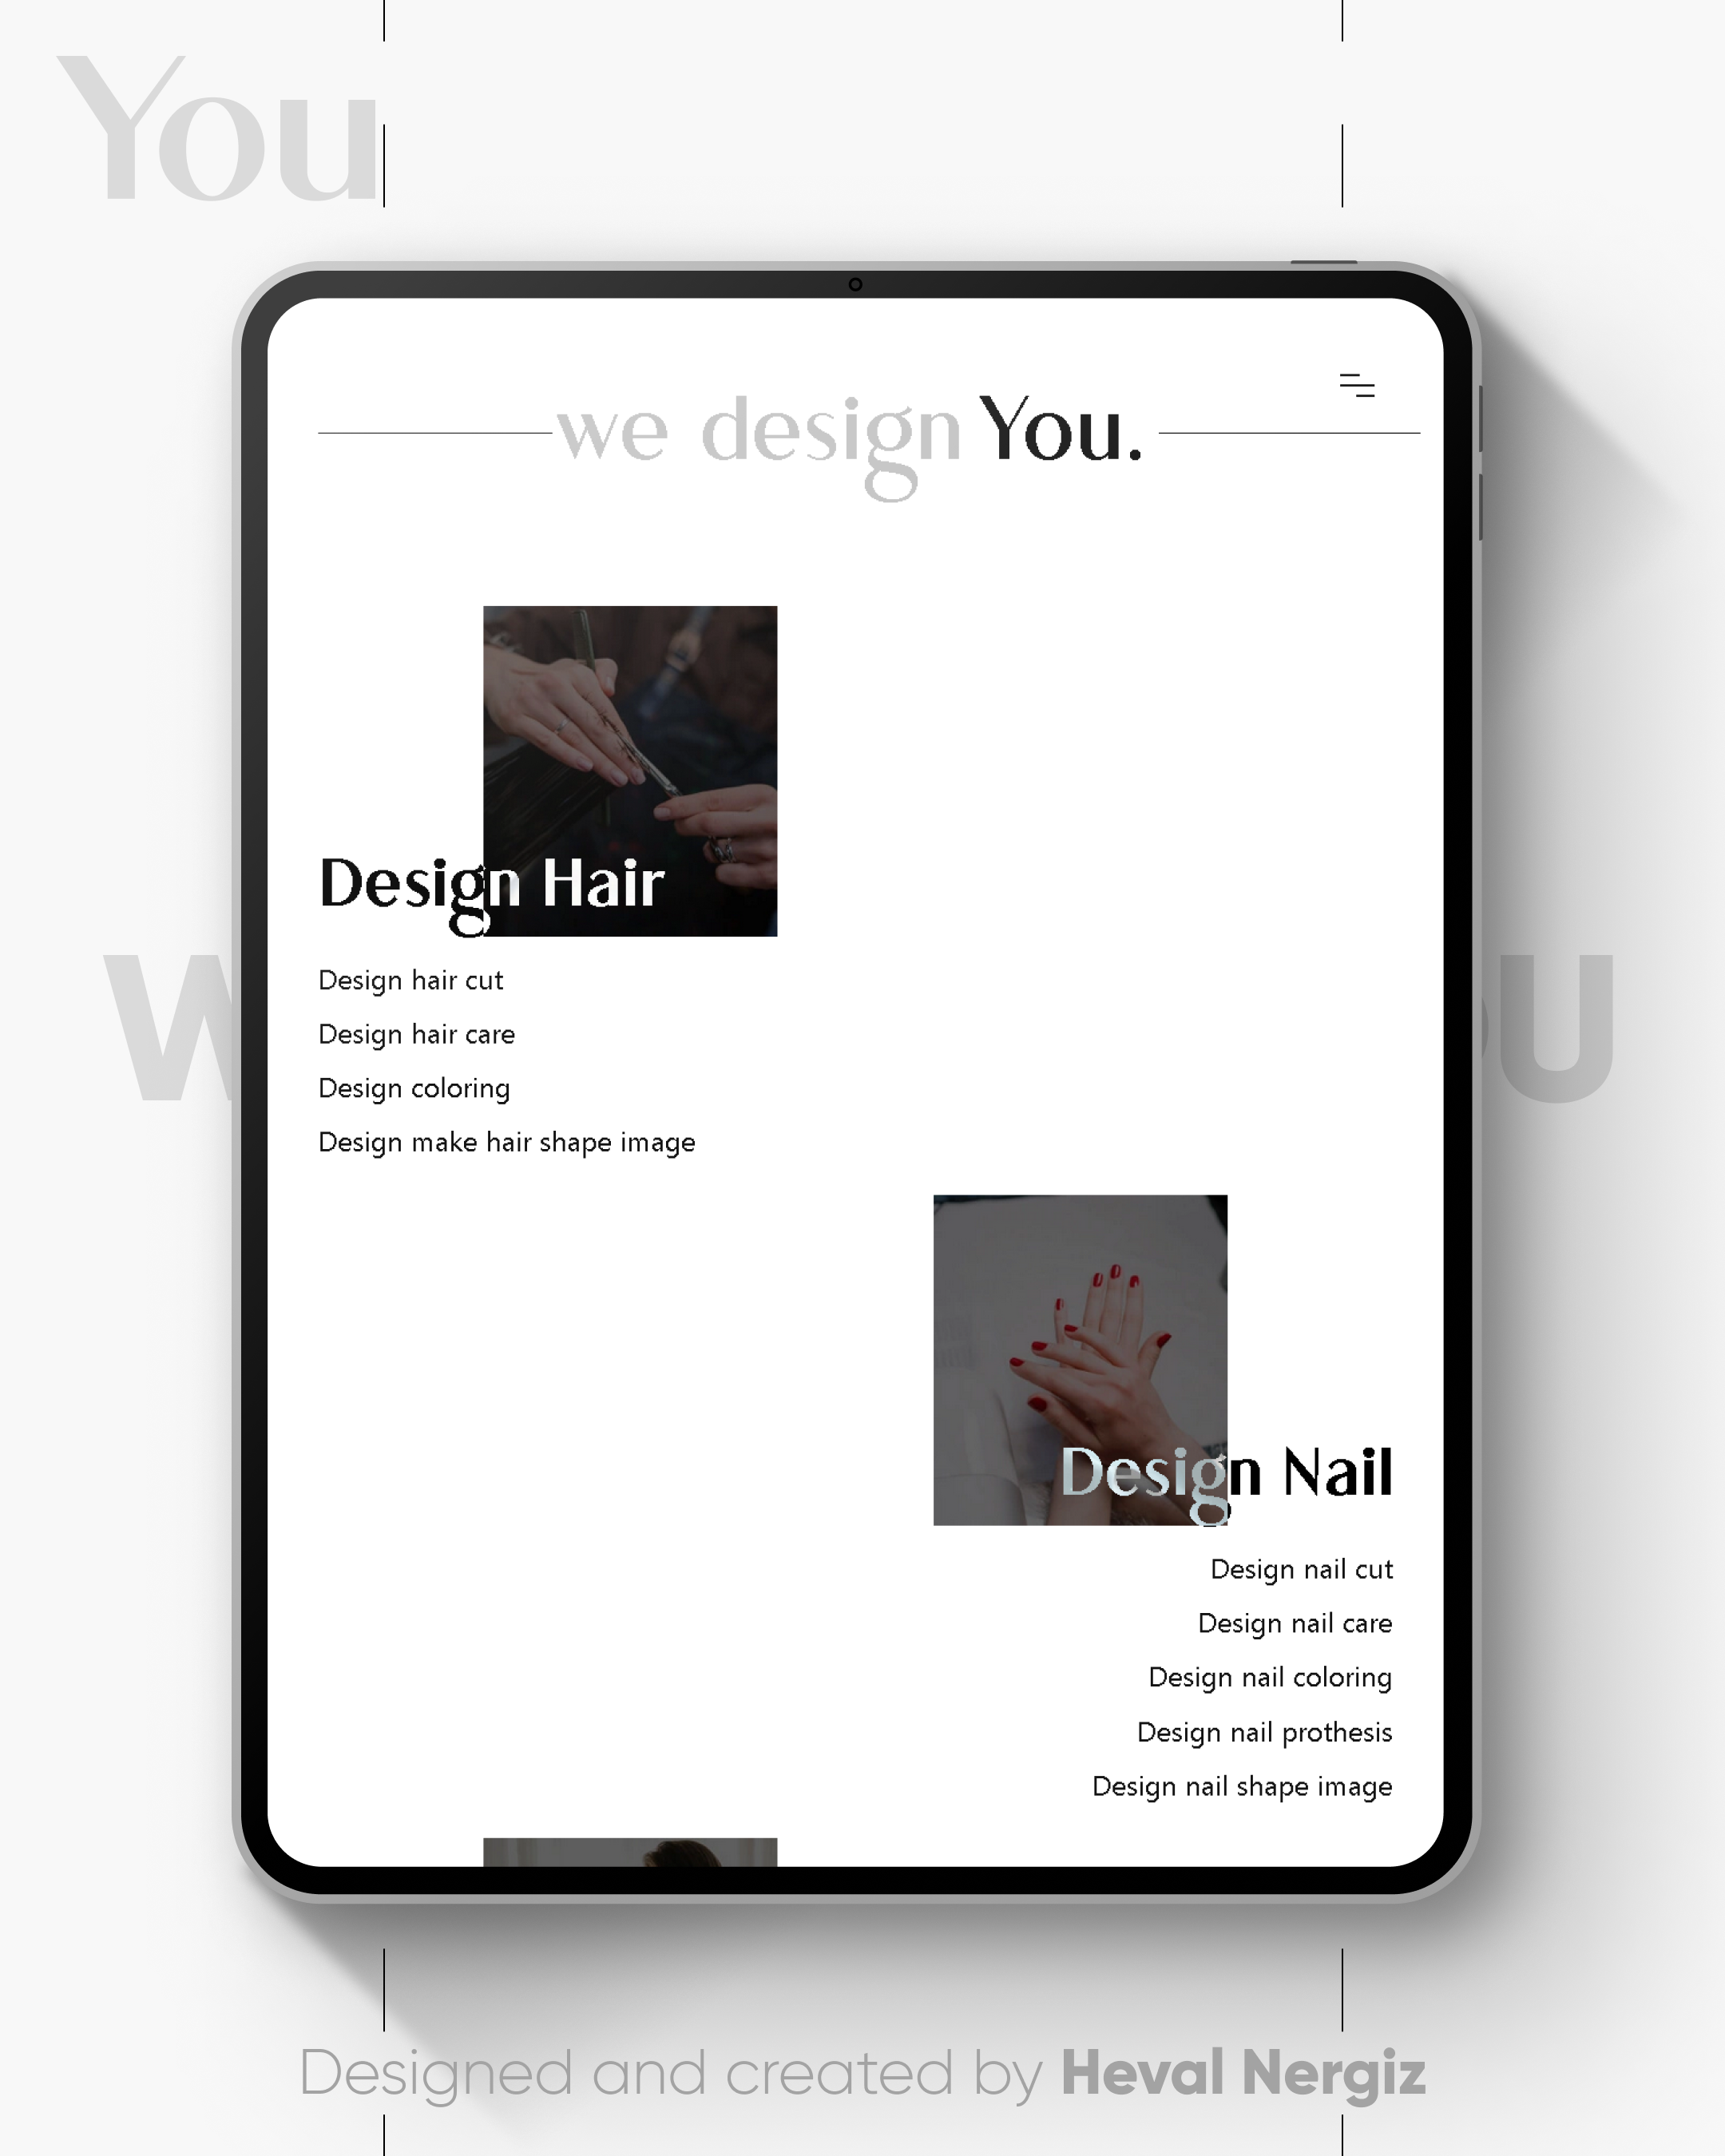 You
we design You.
Design Hair
Design hair cut
Design hair care
Design coloring
Design make hair shape image
Design Nail
Design nail cut
Design nail care
Design nail coloring
Design nail prothesis
Design nail shape image
Designed and created by Heval Nergiz